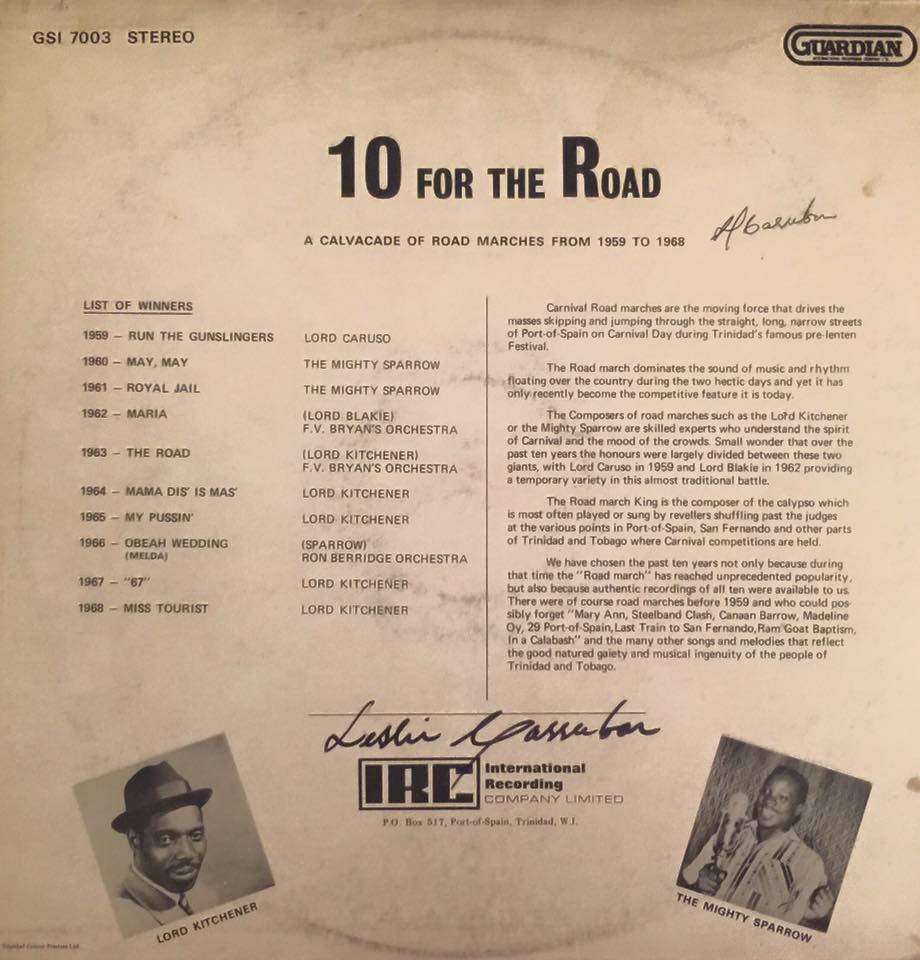 GSI 7003 STEREO
GUARDIAN
10 FOR THE ROAD
A CALVACADE OF ROAD MARCHES FROM 1959 TO 1968
LIST OF WINNERS
1959 — RUN THE GUNSLINGERS LORD CARUSO
1960 — MAY, MAY THE MIGHTY SPARROW
1961 — ROYAL JAIL THE MIGHTY SPARROW
1962 — MARIA (LORD BLAKIE)
F.V. BRYAN'S ORCHESTRA
1963 — THE ROAD (LORD KITCHENER)
F.V. BRYAN'S ORCHESTRA
1964 — MAMA DIS' IS MAS' LORD KITCHENER
1965 — MY PUSSIN' LORD KITCHENER
1966 — OBEAH WEDDING (SPARROW)
(MELDA) RON BERRIDGE ORCHESTRA
1967 — "67" LORD KITCHENER
1968 — MISS TOURIST LORD KITCHENER
Carnival Road marches are the moving force that drives the
masses skipping and jumping through the straight, long, narrow streets
of Port-of-Spain on Carnival Day during Trinidad's famous pre-lenten
Festival.
The Road march dominates the sound of music and rhythm
floating over the country during the two hectic days and yet it has
only recently become the competitive feature it is today.
The Composers of road marches such as the Lord Kitchener
or the Mighty Sparrow are skilled experts who understand the spirit
of Carnival and the mood of the crowds. Small wonder that over the
past ten years the honours were largely divided between these two
giants, with Lord Caruso in 1959 and Lord Blakie in 1962 providing
a temporary variety in this almost traditional battle.
The Road march King is the composer of the calypso which
is most often played or sung by revellers shuffling past the judges
at the various points in Port-of-Spain, San Fernando and other parts
of Trinidad and Tobago where Carnival competitions are held.
We have chosen the past ten years not only because during
that time the "Road march" has reached unprecedented popularity,
but also because authentic recordings of all ten were available to us.
There were of course road marches before 1959 and who could pos-
sibly forget "Mary Ann, Steelband Clash, Canaan Barrow, Madeline
Oy, 29 Port-of-Spain, Last Train to San Fernando, Ram Goat Baptism,
In a Calabash" and the many other songs and melodies that reflect
the good natured gaiety and musical ingenuity of the people of
Trinidad and Tobago.
Leslie
IRC International
Recording
COMPANY LIMITED
P.O. Box 517, Port-of-Spain, Trinidad, W.I.
LORD KITCHENER
THE MIGHTY SPARROW